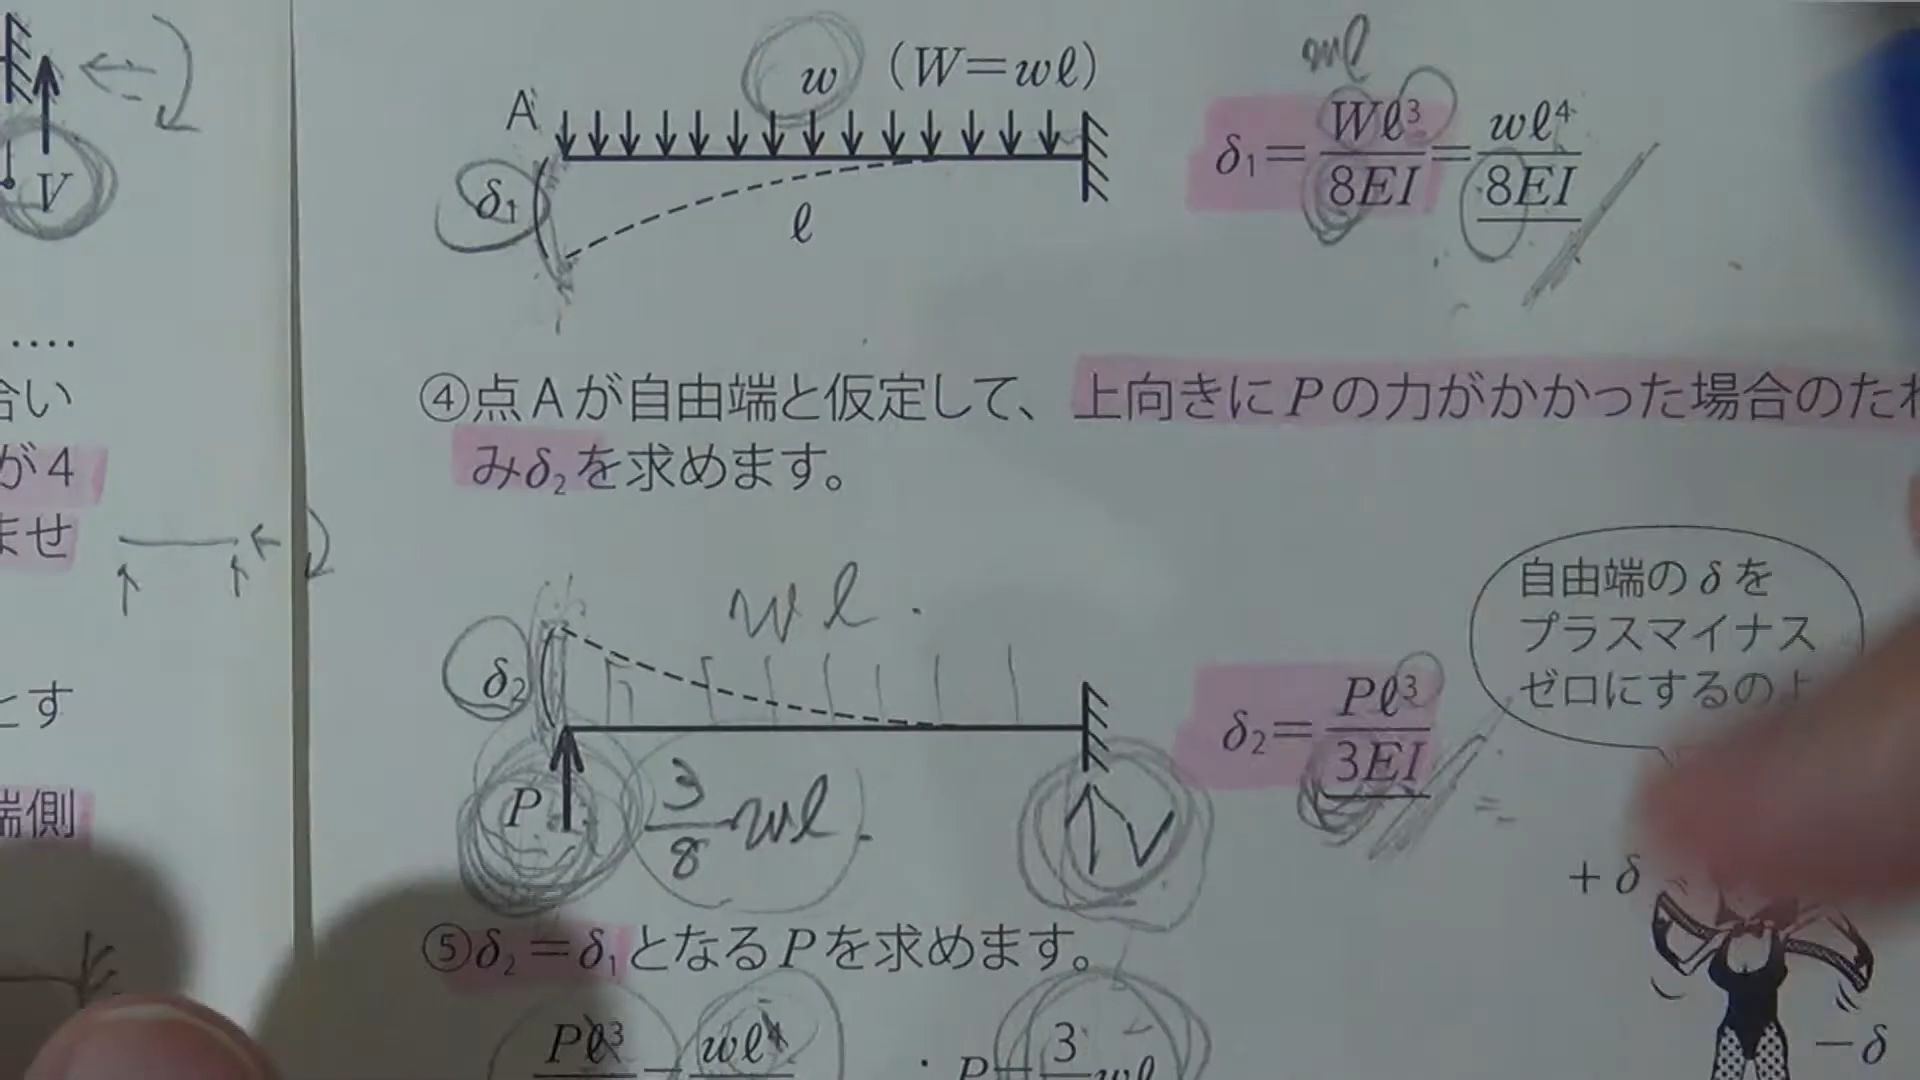 V
....
合い
が4
ませ
とす
端側
w (W=wℓ)
A
δ₁
ℓ
wℓ
δ₁=Wℓ³/8EI=wℓ⁴/8EI
④点Aが自由端と仮定して、上向きにPの力がかかった場合のたわ
みδ₂を求めます。
wℓ.
δ₂
P
3/8 wℓ.
V
δ₂=Pℓ³/3EI
=
自由端のδを
プラスマイナス
ゼロにするの
+δ
−δ
⑤δ₂=δ₁となるPを求めます。
Pℓ³ = wℓ⁴ ∴ P=3 wℓ